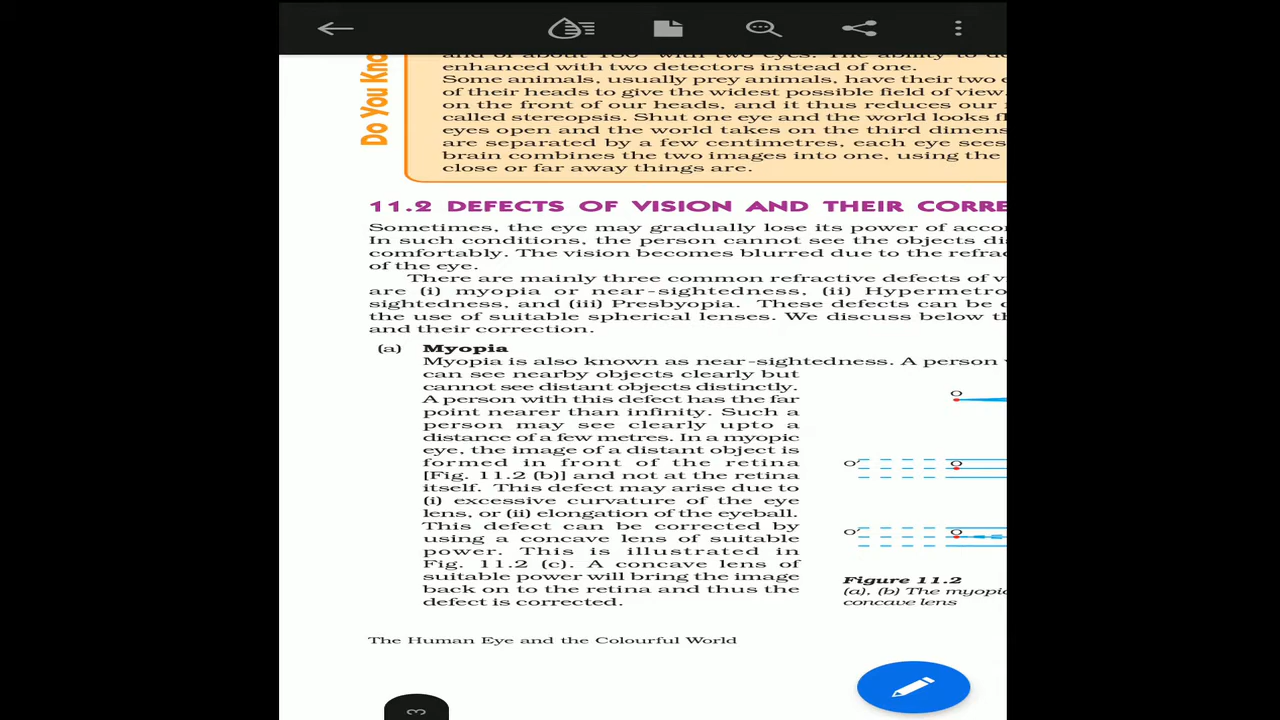 enhanced with two detectors instead of one.
Some animals, usually prey animals, have their two
of their heads to give the widest possible field of view.
on the front of our heads, and it thus reduces our
called stereopsis. Shut one eye and the world looks
eyes open and the world takes on the third
are separated by a few centimetres, each eye sees
brain combines the two images into one, using the
close or far away things are.
Do You
11.2 DEFECTS OF VISION AND THEIR
Sometimes, the eye may gradually lose its power of
In such conditions, the person cannot see the objects
comfortably. The vision becomes blurred due to the
of the eye.
There are mainly three common refractive defects of
are (i) myopia or near-sightedness, (ii)
sightedness, and (iii) Presbyopia. These defects can be
the use of suitable spherical lenses. We discuss below
and their correction.
(a) Myopia
Myopia is also known as near-sightedness. A person
can see nearby objects clearly but
cannot see distant objects distinctly.
A person with this defect has the far
point nearer than infinity. Such a
person may see clearly upto a
distance of a few metres. In a myopic
eye, the image of a distant object is
formed in front of the retina
[Fig. 11.2 (b)] and not at the retina
itself. This defect may arise due to
(i) excessive curvature of the eye
lens, or (ii) elongation of the eyeball.
This defect can be corrected by
using a concave lens of suitable
power. This is illustrated in
Fig. 11.2 (c). A concave lens of
suitable power will bring the image
back on to the retina and thus the
defect is corrected.
O
O' O
O' O
Figure 11.2
(a), (b) The
concave lens
The Human Eye and the Colourful World
3